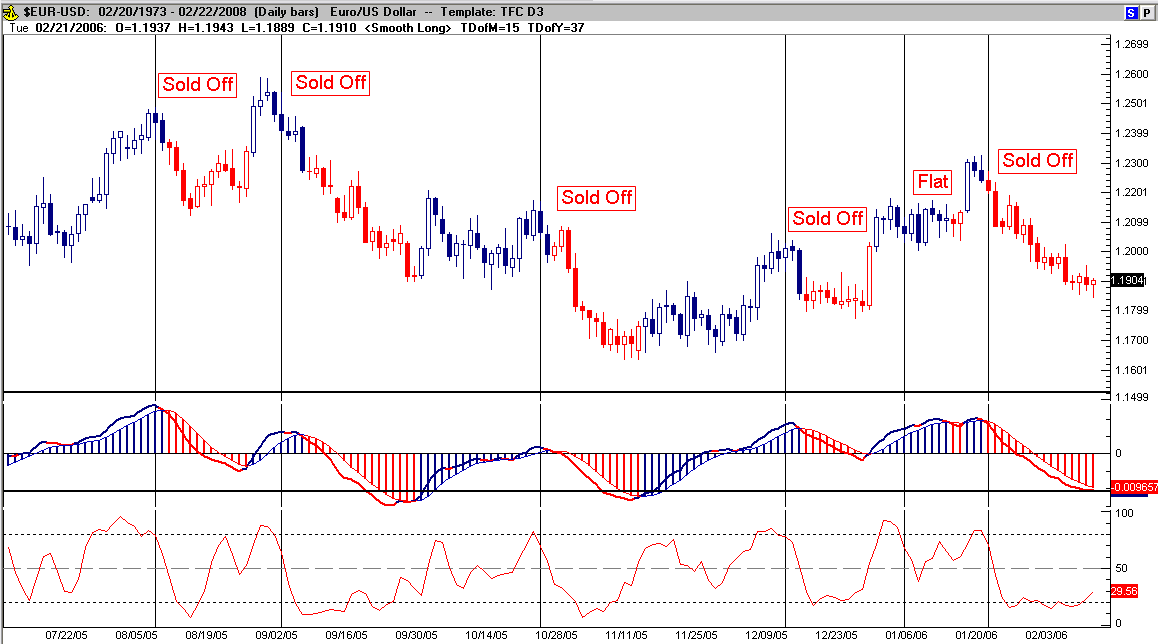 $EUR-USD: 02/20/1973 - 02/22/2008 (Daily bars) Euro/US Dollar -- Template: TFC D3
S P
Tue 02/21/2006: O=1.1937 H=1.1943 L=1.1889 C=1.1910 <Smooth Long> TDofM=15 TDofY=37
1.2699
1.2600
Sold Off
Sold Off
1.2501
1.2399
1.2300
Sold Off
Flat
1.2201
Sold Off
Sold Off
1.2099
1.2000
1.1904
1.1799
1.1700
1.1601
1.1499
0
-0.009657
100
50
29.56
0
07/22/05 08/05/05 08/19/05 09/02/05 09/16/05 09/30/05 10/14/05 10/28/05 11/11/05 11/25/05 12/09/05 12/23/05 01/06/06 01/20/06 02/03/06